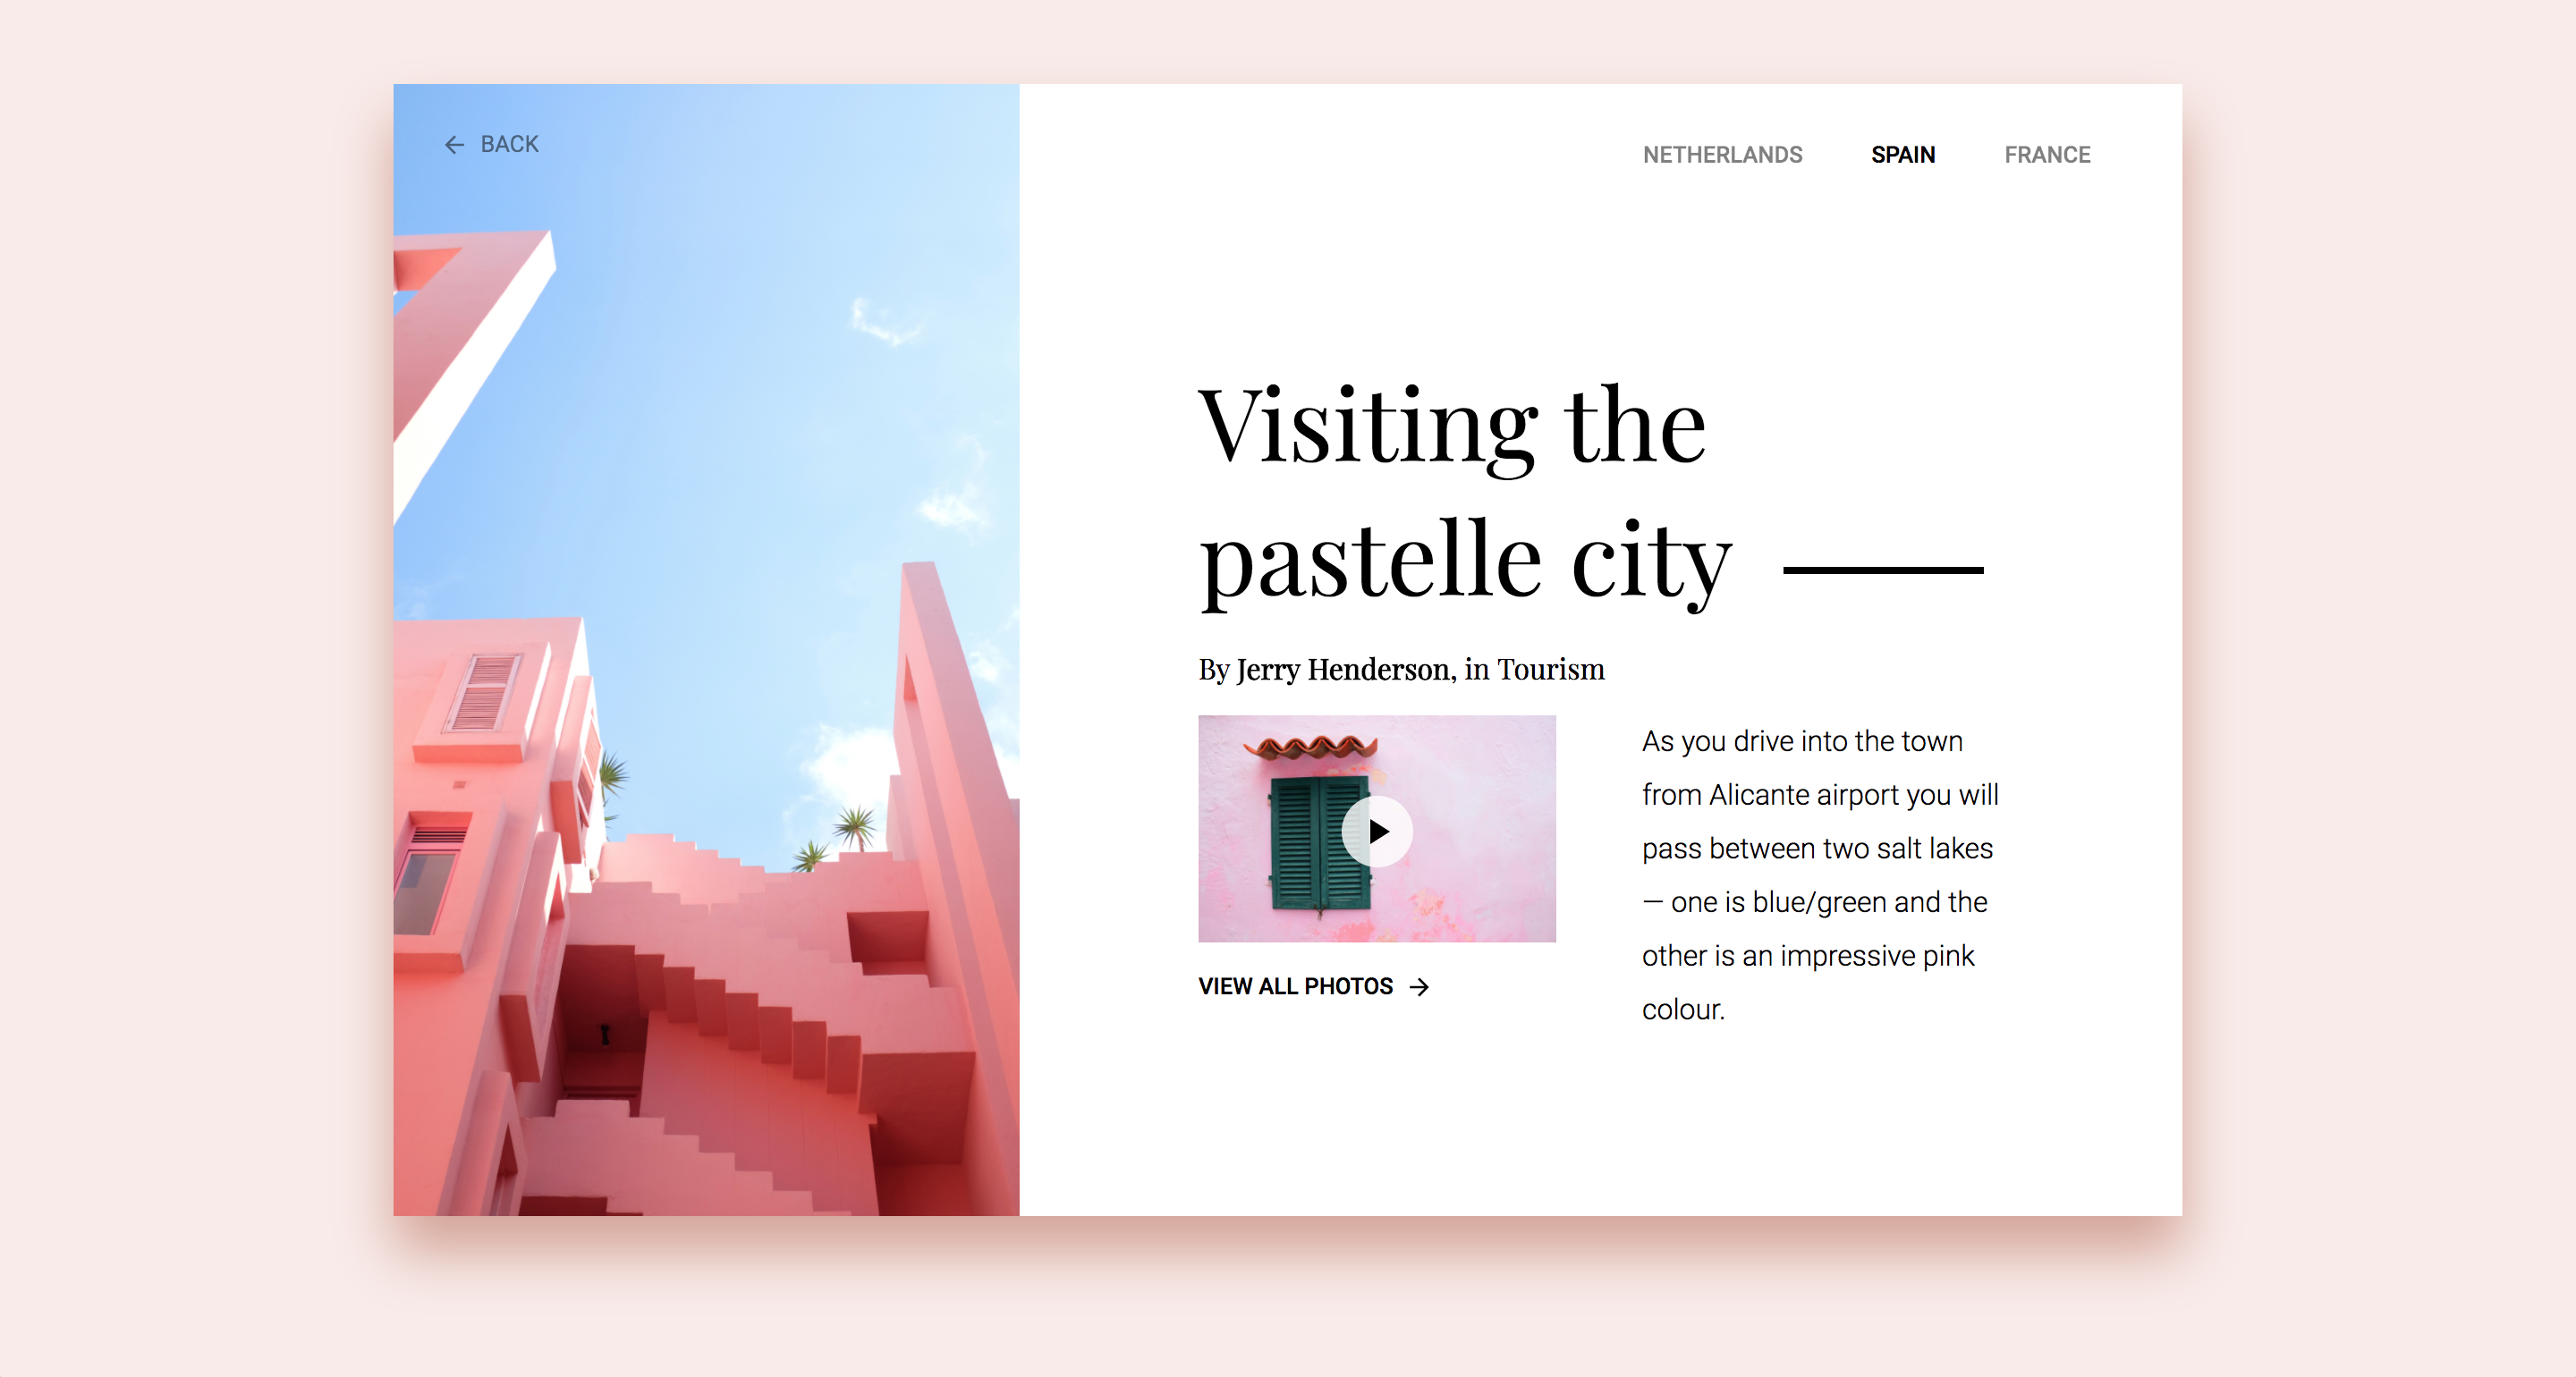 BACK
NETHERLANDS
SPAIN
FRANCE
Visiting the
pastelle city
By Jerry Henderson, in Tourism
As you drive into the town
from Alicante airport you will
pass between two salt lakes
— one is blue/green and the
other is an impressive pink
colour.
VIEW ALL PHOTOS